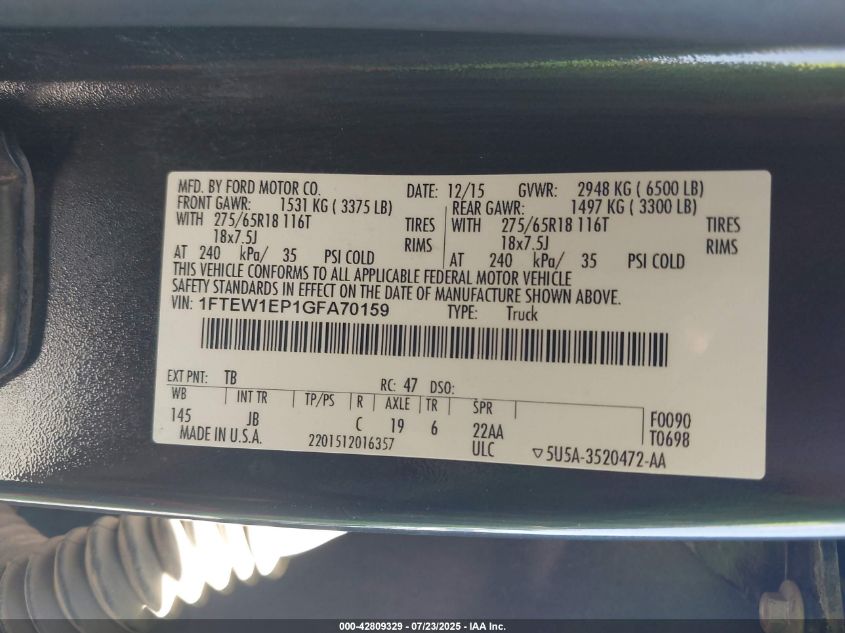 MFD. BY FORD MOTOR CO. DATE: 12/15 GVWR: 2948 KG ( 6500 LB)
FRONT GAWR: 1531 KG ( 3375 LB) REAR GAWR: 1497 KG ( 3300 LB)
WITH 275/65R18 116T TIRES WITH 275/65R18 116T TIRES
18x7.5J RIMS 18x7.5J RIMS
AT 240 kPa/ 35 PSI COLD AT 240 kPa/ 35 PSI COLD
THIS VEHICLE CONFORMS TO ALL APPLICABLE FEDERAL MOTOR VEHICLE
SAFETY STANDARDS IN EFFECT ON THE DATE OF MANUFACTURE SHOWN ABOVE.
VIN: 1FTEW1EP1GFA70159 TYPE: Truck
EXT PNT: TB RC: 47 DSO:
WB INT TR TP/PS R AXLE TR SPR
145 JB C 19 6 22AA F0090
MADE IN U.S.A. 2201512016357 ULC ▽5U5A-3520472-AA T0698
000-42809329 - 07/23/2025 - IAA Inc.